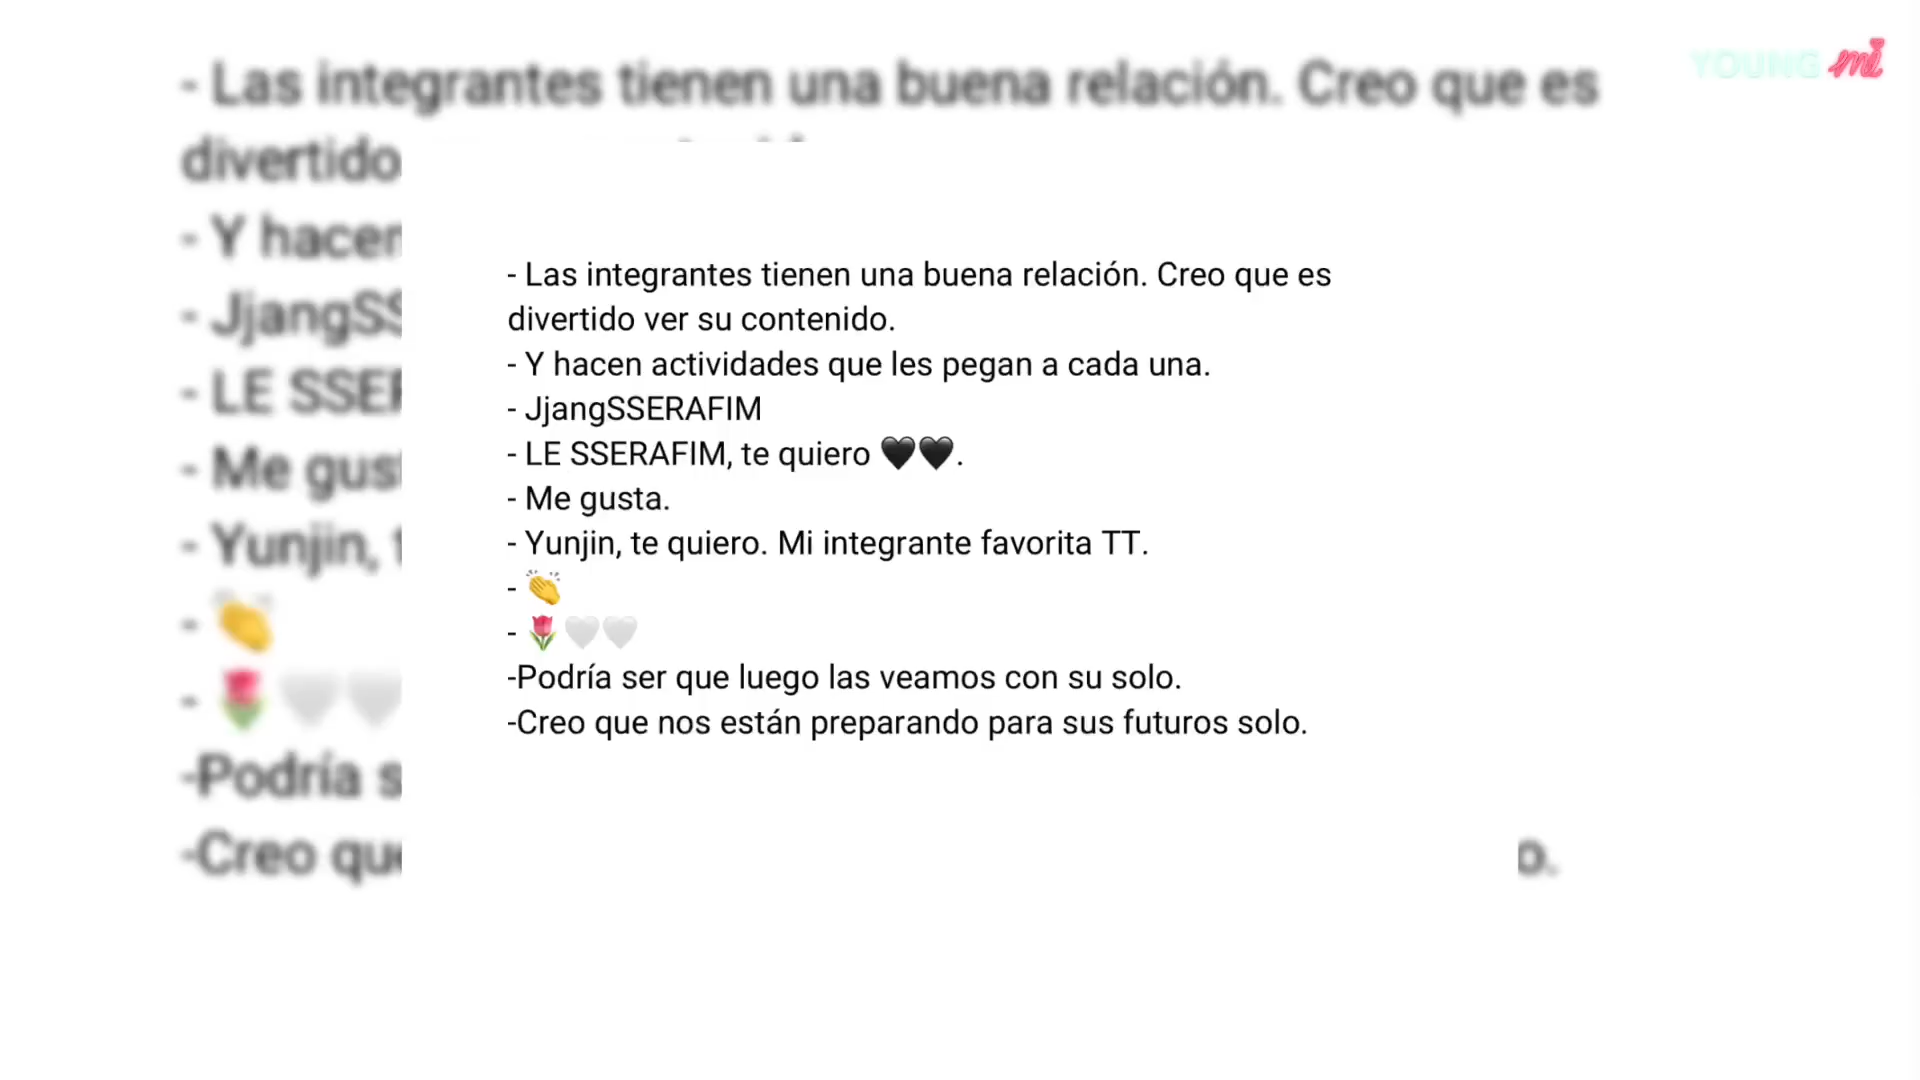 YOUNG mi
- Las integrantes tienen una buena relación. Creo que es
divertido ver su contenido.
- Y hacen actividades que les pegan a cada una.
- JjangSSERAFIM
- LE SSERAFIM, te quiero 🖤🖤.
- Me gusta.
- Yunjin, te quiero. Mi integrante favorita TT.
- 👏
- 🌷🤍🤍
-Podría ser que luego las veamos con su solo.
-Creo que nos están preparando para sus futuros solo.